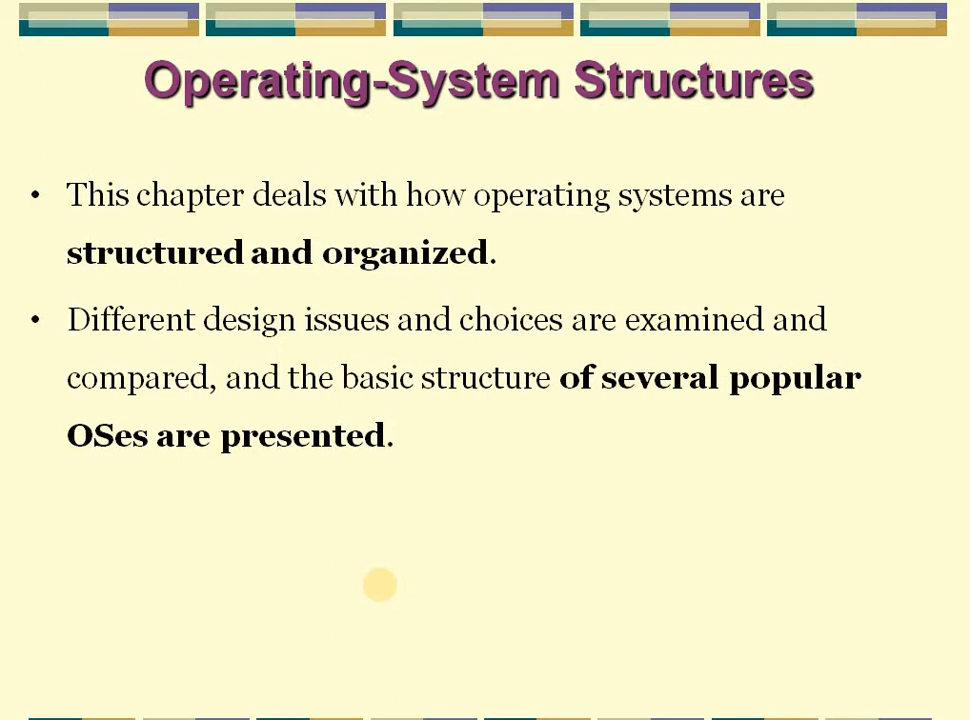 Operating-System Structures
• This chapter deals with how operating systems are
structured and organized.
• Different design issues and choices are examined and
compared, and the basic structure of several popular
OSes are presented.